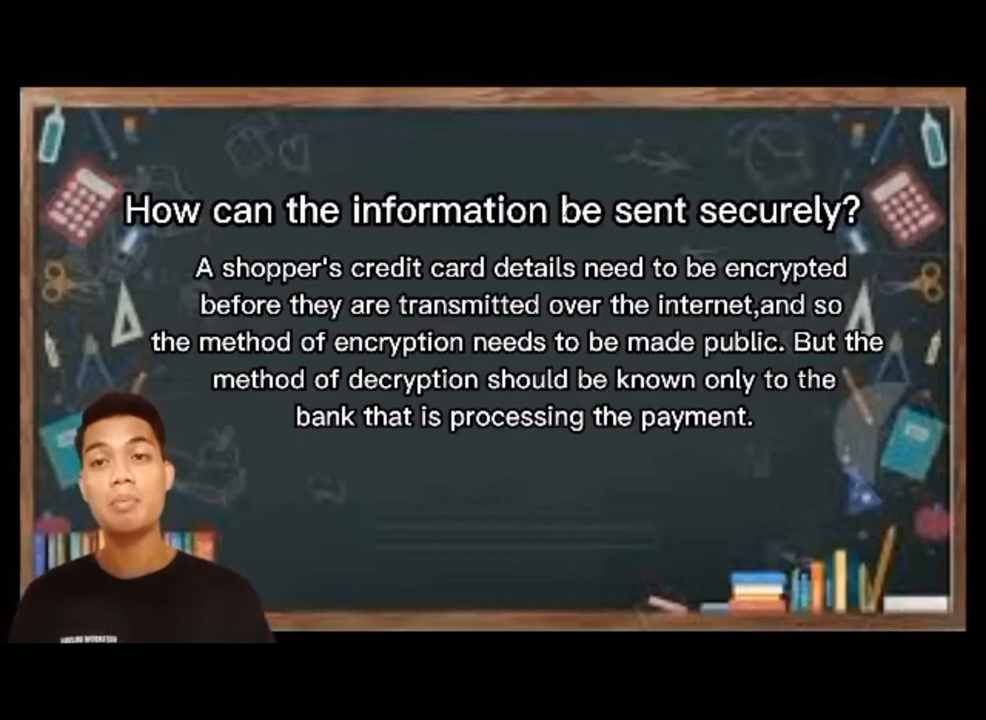 How can the information be sent securely?
A shopper's credit card details need to be encrypted
before they are transmitted over the internet,and so
the method of encryption needs to be made public. But the
method of decryption should be known only to the
bank that is processing the payment.